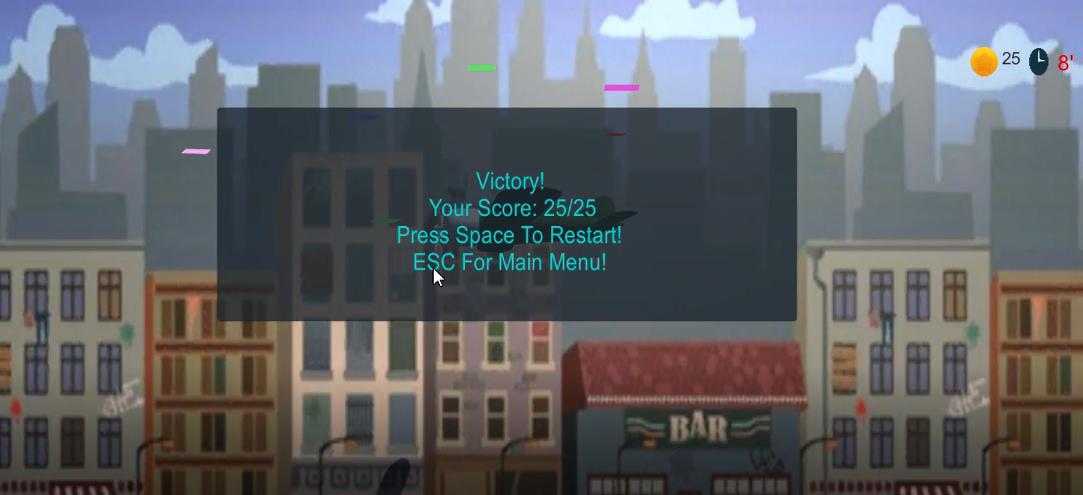 25 8'
Victory!
Your Score: 25/25
Press Space To Restart!
ESC For Main Menu!
BAR